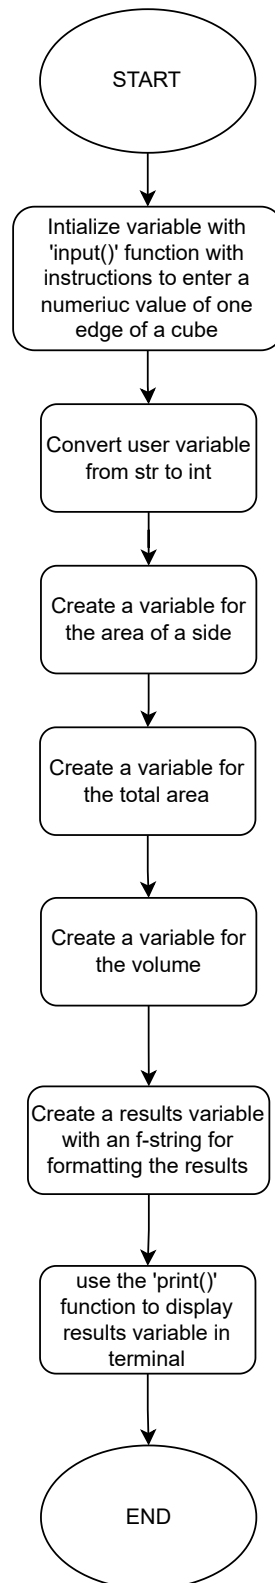 START
Intialize variable with
'input()' function with
instructions to enter a
numeriuc value of one
edge of a cube
Convert user variable
from str to int
Create a variable for
the area of a side
Create a variable for
the total area
Create a variable for
the volume
Create a results variable
with an f-string for
formatting the results
use the 'print()'
function to display
results variable in
terminal
END